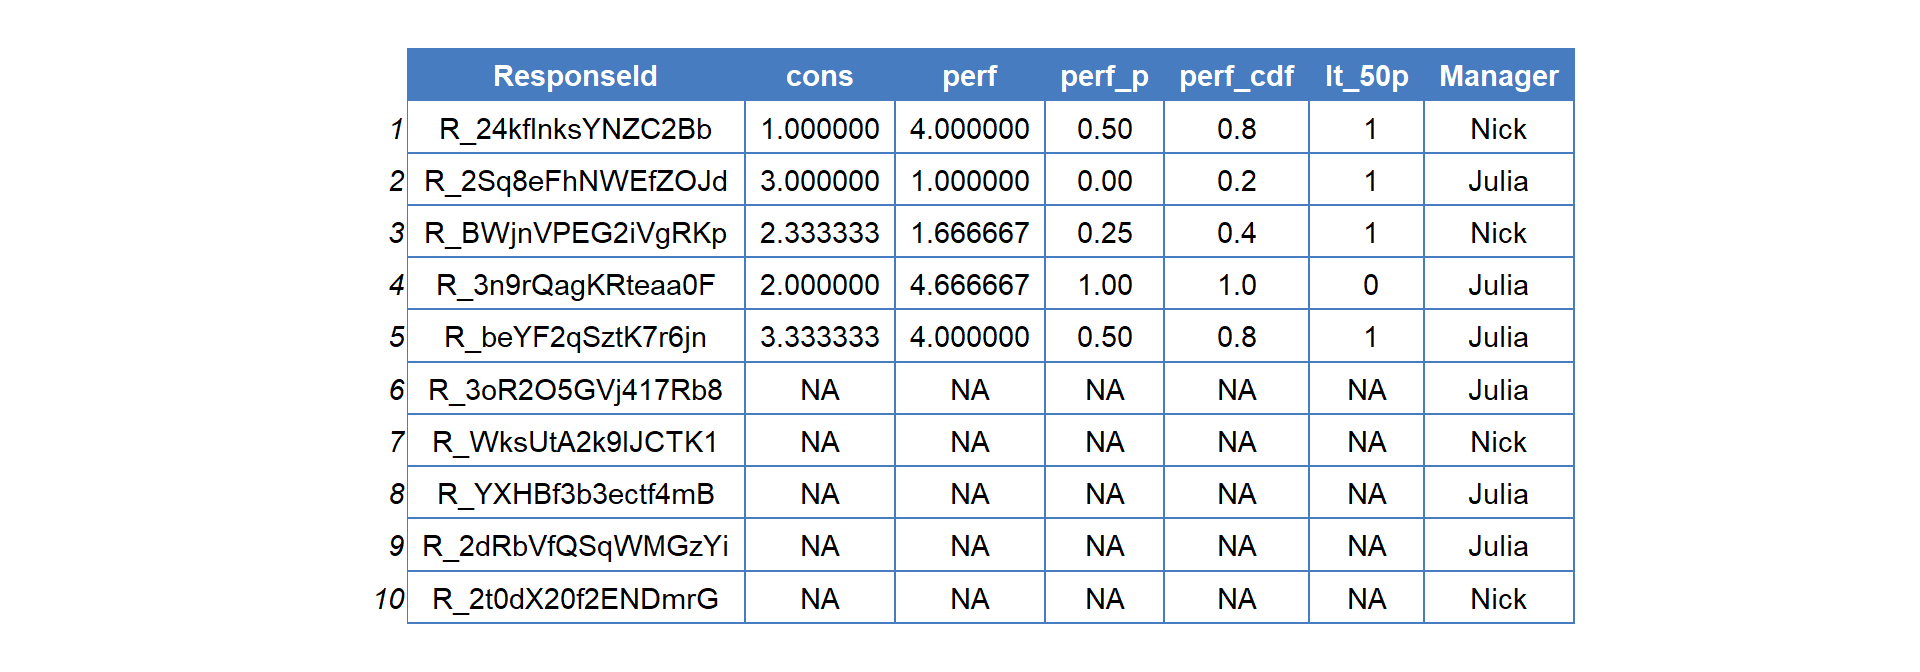 ResponseId cons perf perf_p perf_cdf lt_50p Manager
1 R_24kflnksYNZC2Bb 1.000000 4.000000 0.50 0.8 1 Nick
2 R_2Sq8eFhNWEfZOJd 3.000000 1.000000 0.00 0.2 1 Julia
3 R_BWjnVPEG2iVgRKp 2.333333 1.666667 0.25 0.4 1 Nick
4 R_3n9rQagKRteaa0F 2.000000 4.666667 1.00 1.0 0 Julia
5 R_beYF2qSztK7r6jn 3.333333 4.000000 0.50 0.8 1 Julia
6 R_3oR2O5GVj417Rb8 NA NA NA NA NA Julia
7 R_WksUtA2k9IJCTK1 NA NA NA NA NA Nick
8 R_YXHBf3b3ectf4mB NA NA NA NA NA Julia
9 R_2dRbVfQSqWMGzYi NA NA NA NA NA Julia
10 R_2t0dX20f2ENDmrG NA NA NA NA NA Nick